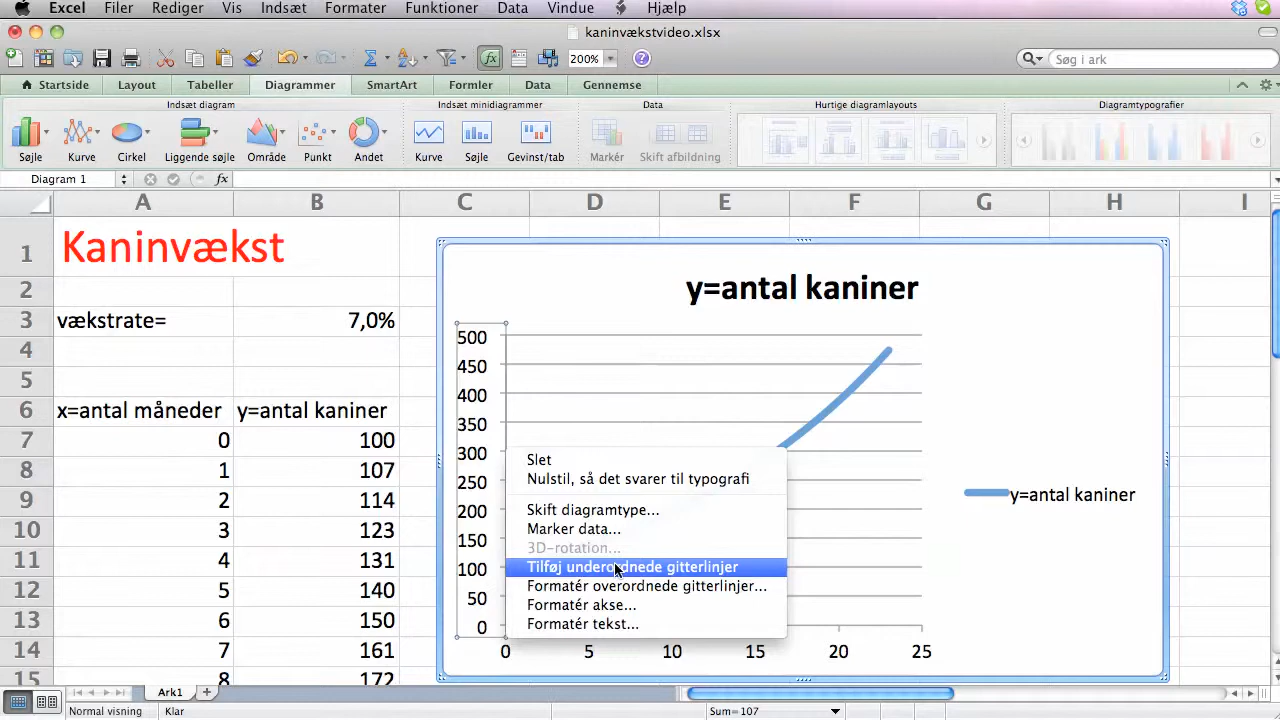 Excel Filer Rediger Vis Indsæt Formater Funktioner Data Vindue Hjælp
kaninvækstvideo.xlsx
200% Søg i ark
Startside Layout Tabeller Diagrammer SmartArt Formler Data Gennemse
Indsæt diagram Indsæt minidiagrammer Data Hurtige diagramlayouts Diagramtypografier
Søjle Kurve Cirkel Liggende søjle Område Punkt Andet Kurve Søjle Gevinst/tab Markér Skift afbildning
Diagram 1 fx
A B C D E F G H I
1 Kaninvækst
2
3 vækstrate= 7,0%
4
5
6 x=antal måneder y=antal kaniner
7 0 100
8 1 107
9 2 114
10 3 123
11 4 131
12 5 140
13 6 150
14 7 161
15 8 172
y=antal kaniner
500
450
400
350
300
250
200
150
100
50
0
0 5 10 15 20 25
y=antal kaniner
Slet
Nulstil, så det svarer til typografi
Skift diagramtype...
Marker data...
3D-rotation...
Tilføj underordnede gitterlinjer
Formatér overordnede gitterlinjer...
Formatér akse...
Formatér tekst...
Ark1
Normal visning Klar Sum=107